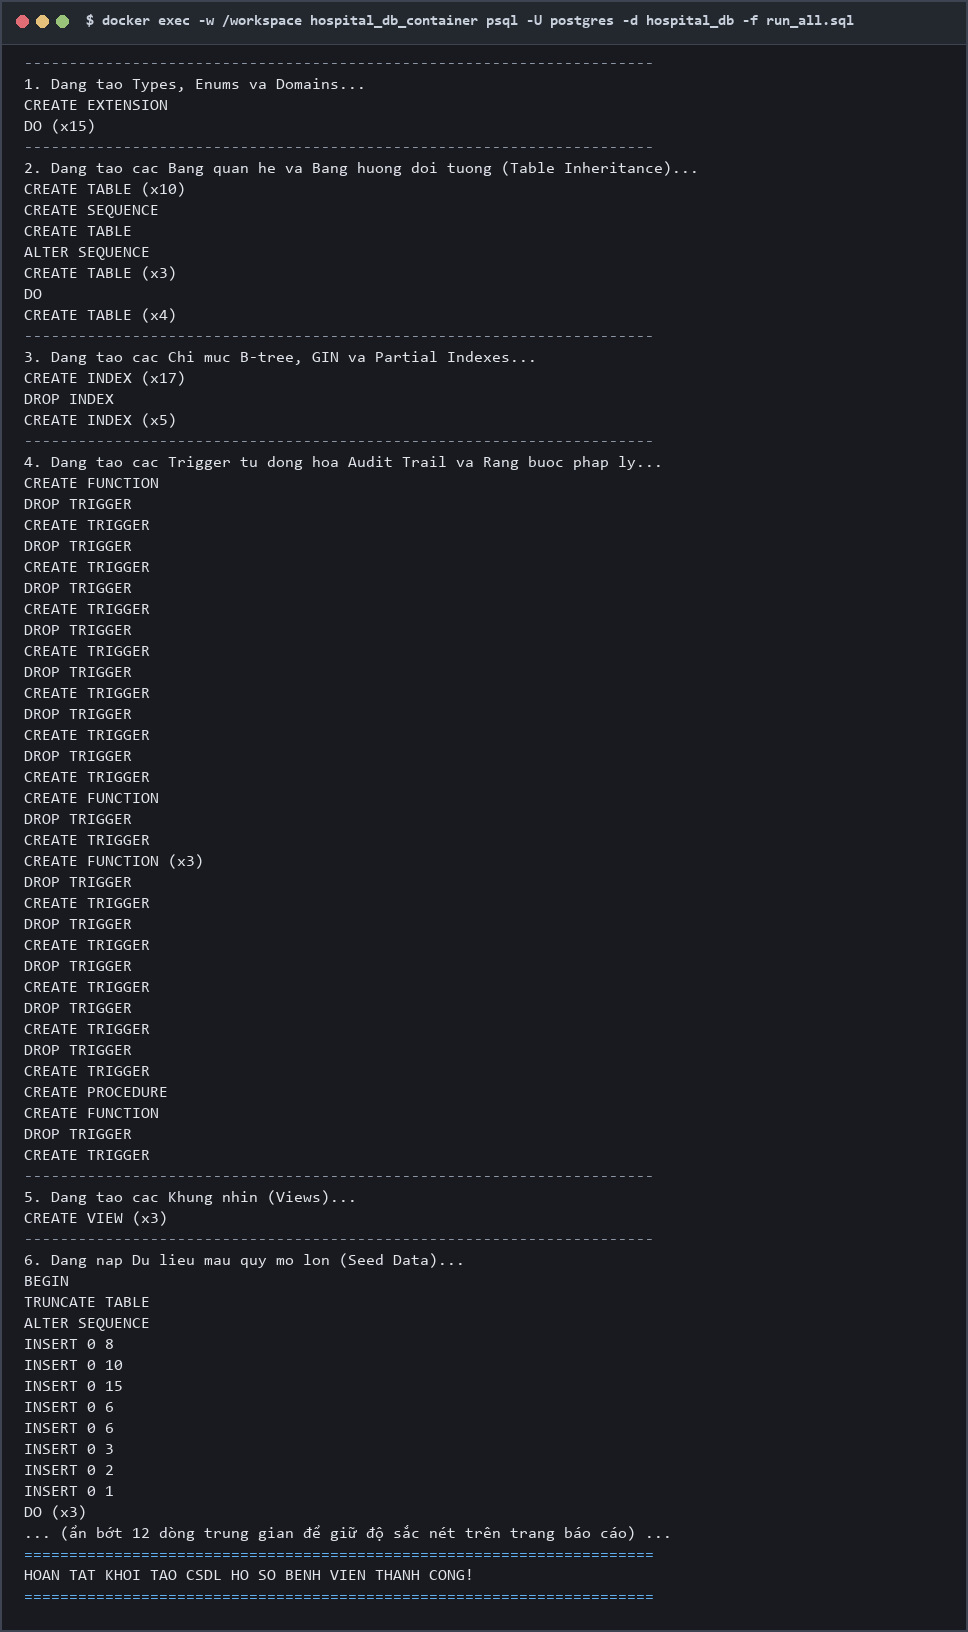 $ docker exec -w /workspace hospital_db_container psql -U postgres -d hospital_db -f run_all.sql
----------------------------------------------------------------------
1. Dang tao Types, Enums va Domains...
CREATE EXTENSION
DO (x15)
----------------------------------------------------------------------
2. Dang tao cac Bang quan he va Bang huong doi tuong (Table Inheritance)...
CREATE TABLE (x10)
CREATE SEQUENCE
CREATE TABLE
ALTER SEQUENCE
CREATE TABLE (x3)
DO
CREATE TABLE (x4)
----------------------------------------------------------------------
3. Dang tao cac Chi muc B-tree, GIN va Partial Indexes...
CREATE INDEX (x17)
DROP INDEX
CREATE INDEX (x5)
----------------------------------------------------------------------
4. Dang tao cac Trigger tu dong hoa Audit Trail va Rang buoc phap ly...
CREATE FUNCTION
DROP TRIGGER
CREATE TRIGGER
DROP TRIGGER
CREATE TRIGGER
DROP TRIGGER
CREATE TRIGGER
DROP TRIGGER
CREATE TRIGGER
DROP TRIGGER
CREATE TRIGGER
DROP TRIGGER
CREATE TRIGGER
DROP TRIGGER
CREATE TRIGGER
CREATE FUNCTION
DROP TRIGGER
CREATE TRIGGER
CREATE FUNCTION (x3)
DROP TRIGGER
CREATE TRIGGER
DROP TRIGGER
CREATE TRIGGER
DROP TRIGGER
CREATE TRIGGER
DROP TRIGGER
CREATE TRIGGER
DROP TRIGGER
CREATE TRIGGER
CREATE PROCEDURE
CREATE FUNCTION
DROP TRIGGER
CREATE TRIGGER
----------------------------------------------------------------------
5. Dang tao cac Khung nhin (Views)...
CREATE VIEW (x3)
----------------------------------------------------------------------
6. Dang nap Du lieu mau quy mo lon (Seed Data)...
BEGIN
TRUNCATE TABLE
ALTER SEQUENCE
INSERT 0 8
INSERT 0 10
INSERT 0 15
INSERT 0 6
INSERT 0 6
INSERT 0 3
INSERT 0 2
INSERT 0 1
DO (x3)
... (ẩn bớt 12 dòng trung gian để giữ độ sắc nét trên trang báo cáo) ...
======================================================================
HOAN TAT KHOI TAO CSDL HO SO BENH VIEN THANH CONG!
======================================================================